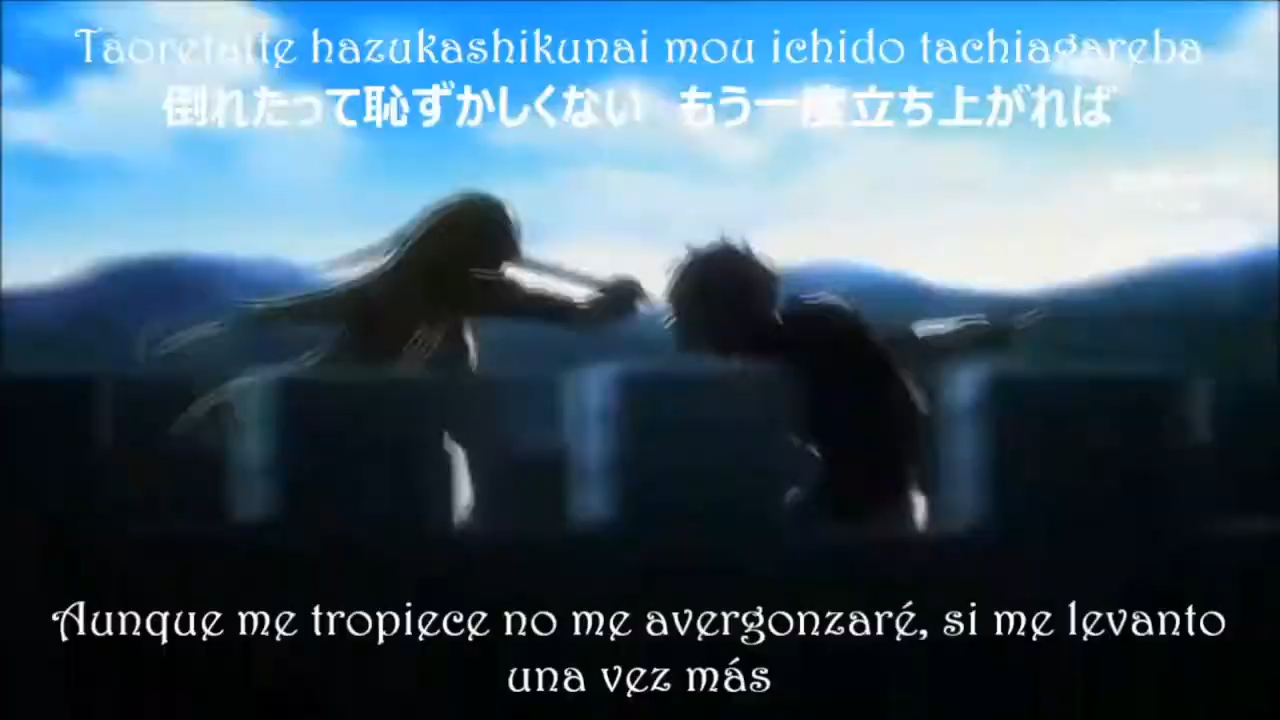 Taoretatte hazukashikunai mou ichido tachiagareba
倒れたって恥ずかしくない もう一度立ち上がれば
Aunque me tropiece no me avergonzaré, si me levanto
una vez más